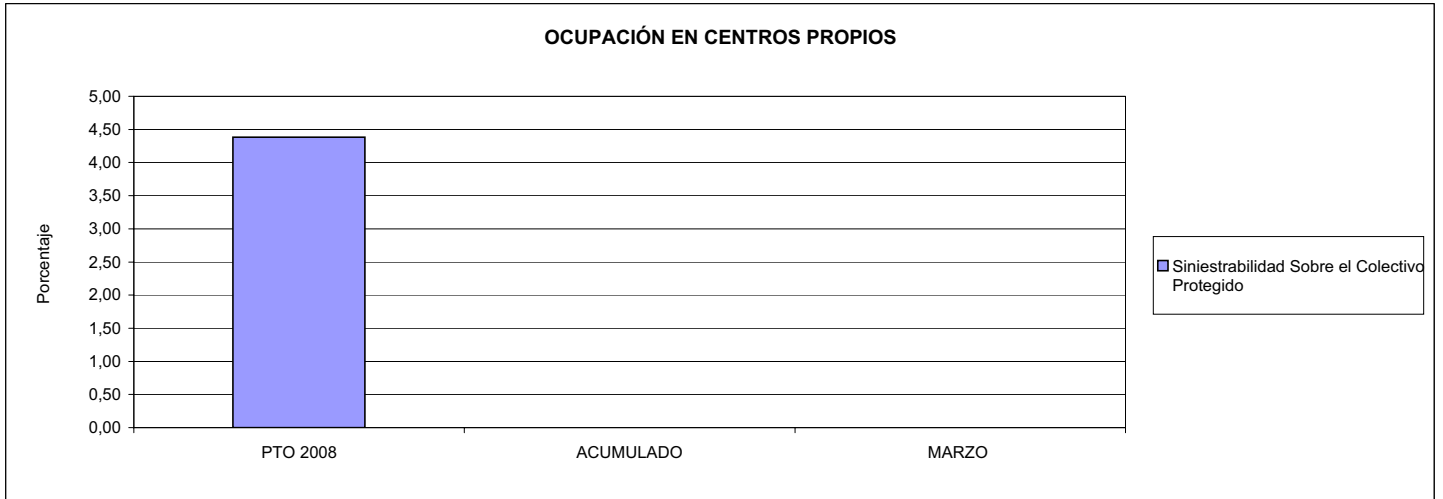 OCUPACIÓN EN CENTROS PROPIOS
5,00
4,50
4,00
3,50
3,00
2,50
2,00
1,50
1,00
0,50
0,00
Porcentaje
PTO 2008
ACUMULADO
MARZO
Siniestrabilidad Sobre el Colectivo
Protegido